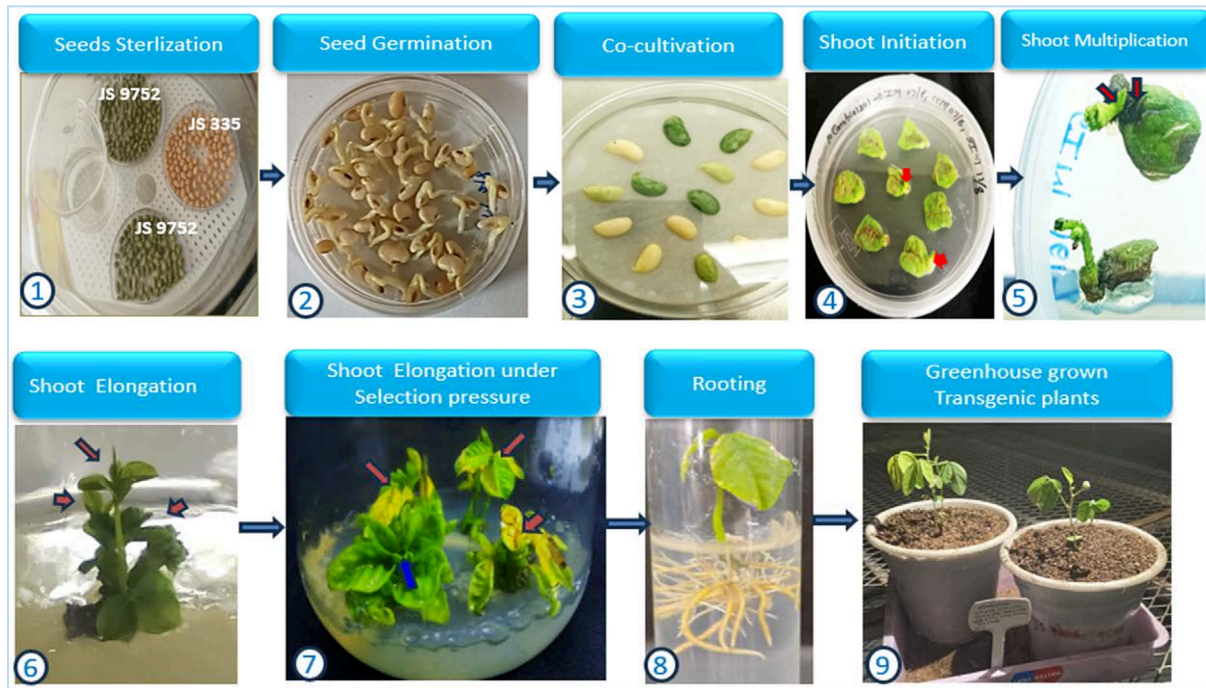 Seeds Sterlization
Seed Germination
Co-cultivation
Shoot Initiation
Shoot Multiplication
JS 9752
JS 335
JS 9752
1
2
3
4
5
Shoot Elongation
Shoot Elongation under
Selection pressure
Rooting
Greenhouse grown
Transgenic plants
6
7
8
9